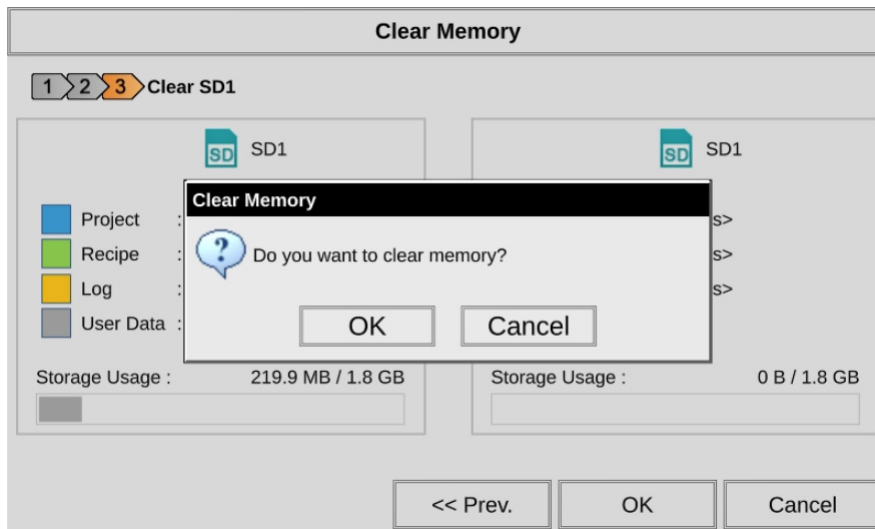 Clear Memory
1 2 3 Clear SD1
SD SD1
SD SD1
Project :
Recipe :
Log :
User Data :
s>
s>
s>
Clear Memory
? Do you want to clear memory?
OK Cancel
Storage Usage : 219.9 MB / 1.8 GB
Storage Usage : 0 B / 1.8 GB
<< Prev. OK Cancel